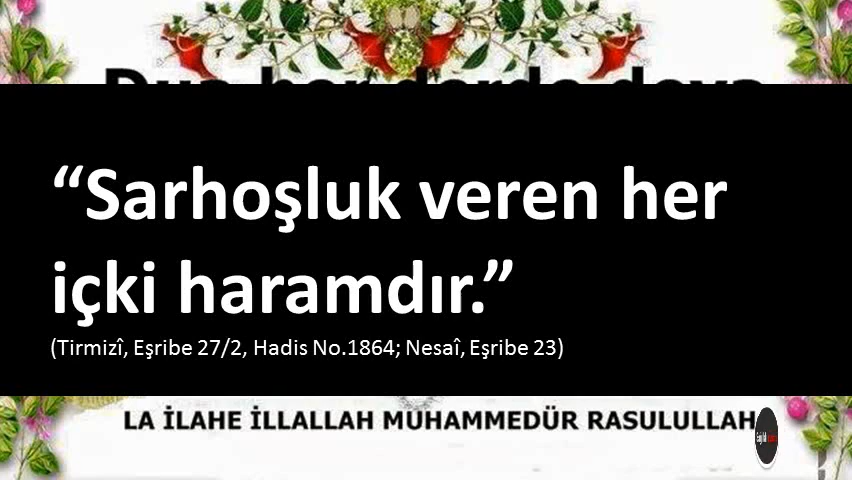 “Sarhoşluk veren her
içki haramdır.”
(Tirmizî, Eşribe 27/2, Hadis No.1864; Nesaî, Eşribe 23)
LA İLAHE İLLALLAH MUHAMMEDÜR RASULULLAH